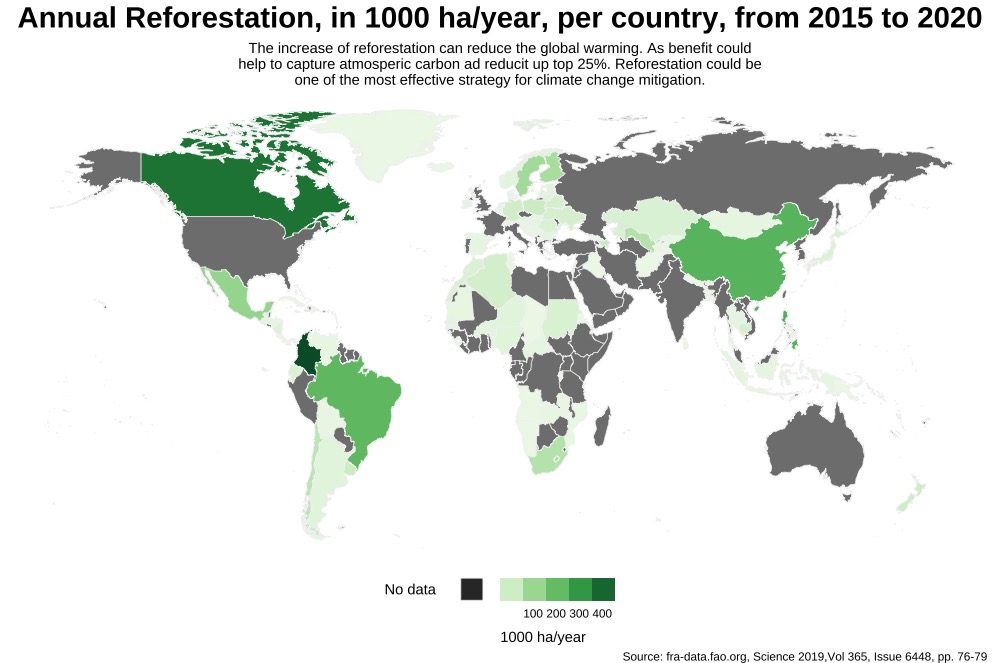 Annual Reforestation, in 1000 ha/year, per country, from 2015 to 2020
The increase of reforestation can reduce the global warming. As benefit could
help to capture atmosperic carbon ad reducit up top 25%. Reforestation could be
one of the most effective strategy for climate change mitigation.
No data
100 200 300 400
1000 ha/year
Source: fra-data.fao.org, Science 2019,Vol 365, Issue 6448, pp. 76-79